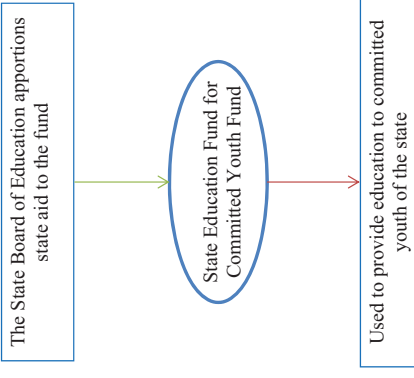 The State Board of Education apportions
state aid to the fund
State Education Fund for
Committed Youth Fund
Used to provide education to committed
youth of the state